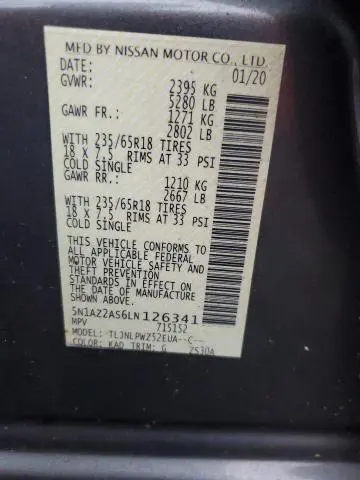 MFD BY NISSAN MOTOR CO., LTD.
DATE: 01/20
GVWR: 2395 KG
5280 LB
GAWR FR.: 1271 KG
2802 LB
WITH 235/65R18 TIRES
18 X 7.5 RIMS AT 33 PSI
COLD SINGLE
GAWR RR.: 1210 KG
2667 LB
WITH 235/65R18 TIRES
18 X 7.5 RIMS AT 33 PSI
COLD SINGLE
THIS VEHICLE CONFORMS TO
ALL APPLICABLE FEDERAL
MOTOR VEHICLE SAFETY AND
THEFT PREVENTION
STANDARDS IN EFFECT ON
THE DATE OF MANUFACTURE
SHOWN ABOVE.
5N1AZ2AS6LN126341
MPV 715152
MODEL: TLJNLPWZ52EUA--C---
COLOR: KAD TRIM: G ZS30A